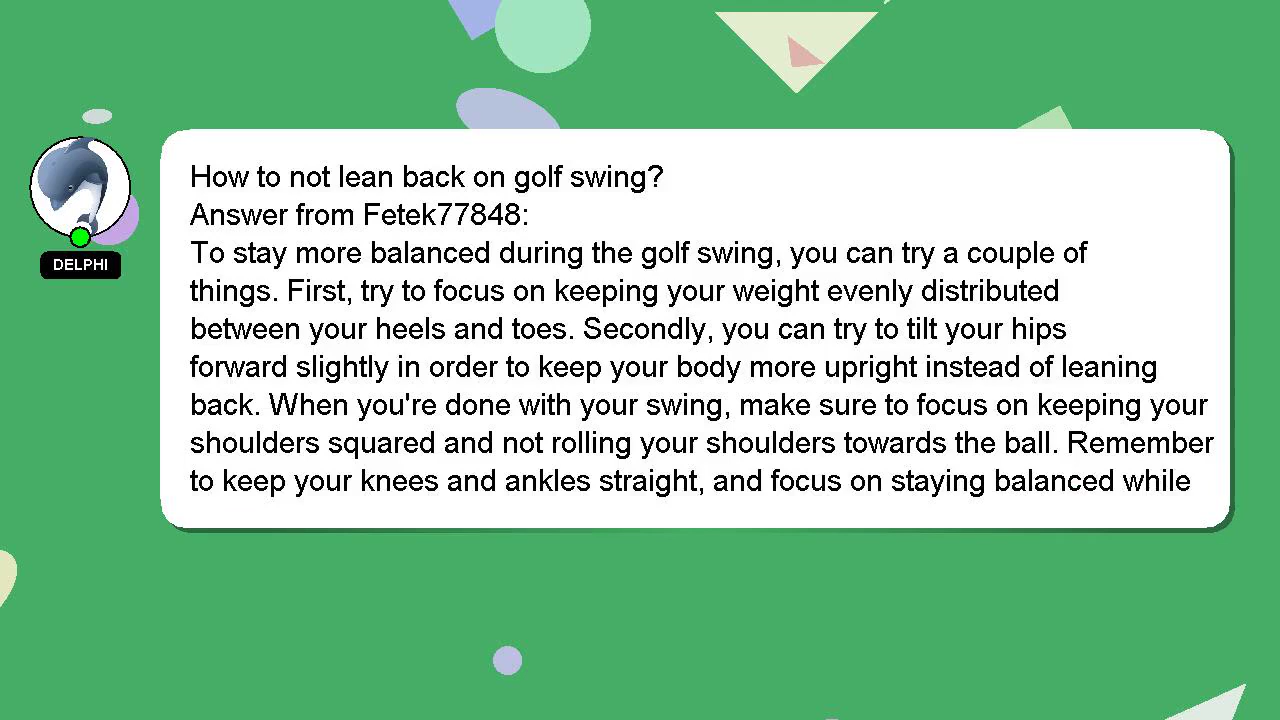 How to not lean back on golf swing?
Answer from Fetek77848:
To stay more balanced during the golf swing, you can try a couple of
things. First, try to focus on keeping your weight evenly distributed
between your heels and toes. Secondly, you can try to tilt your hips
forward slightly in order to keep your body more upright instead of leaning
back. When you're done with your swing, make sure to focus on keeping your
shoulders squared and not rolling your shoulders towards the ball. Remember
to keep your knees and ankles straight, and focus on staying balanced while
DELPHI